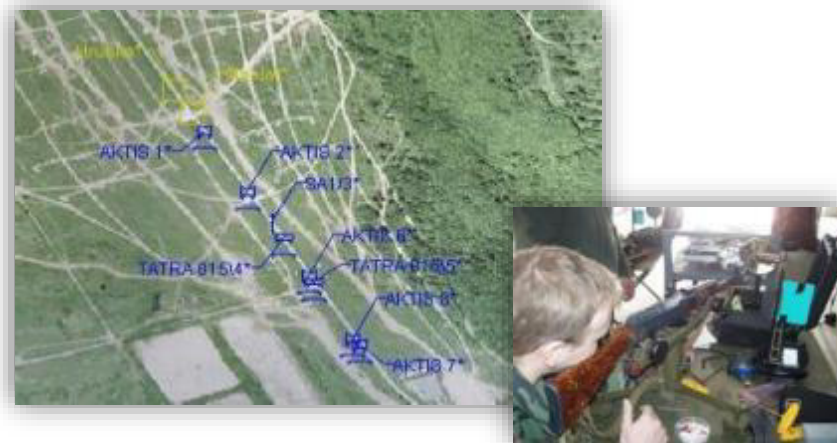 AKTIS 1*
AKTIS 2*
SA1/3*
AKTIS 6*
TATRA 815\4*
TATRA 815\5*
AKTIS 8*
AKTIS 7*